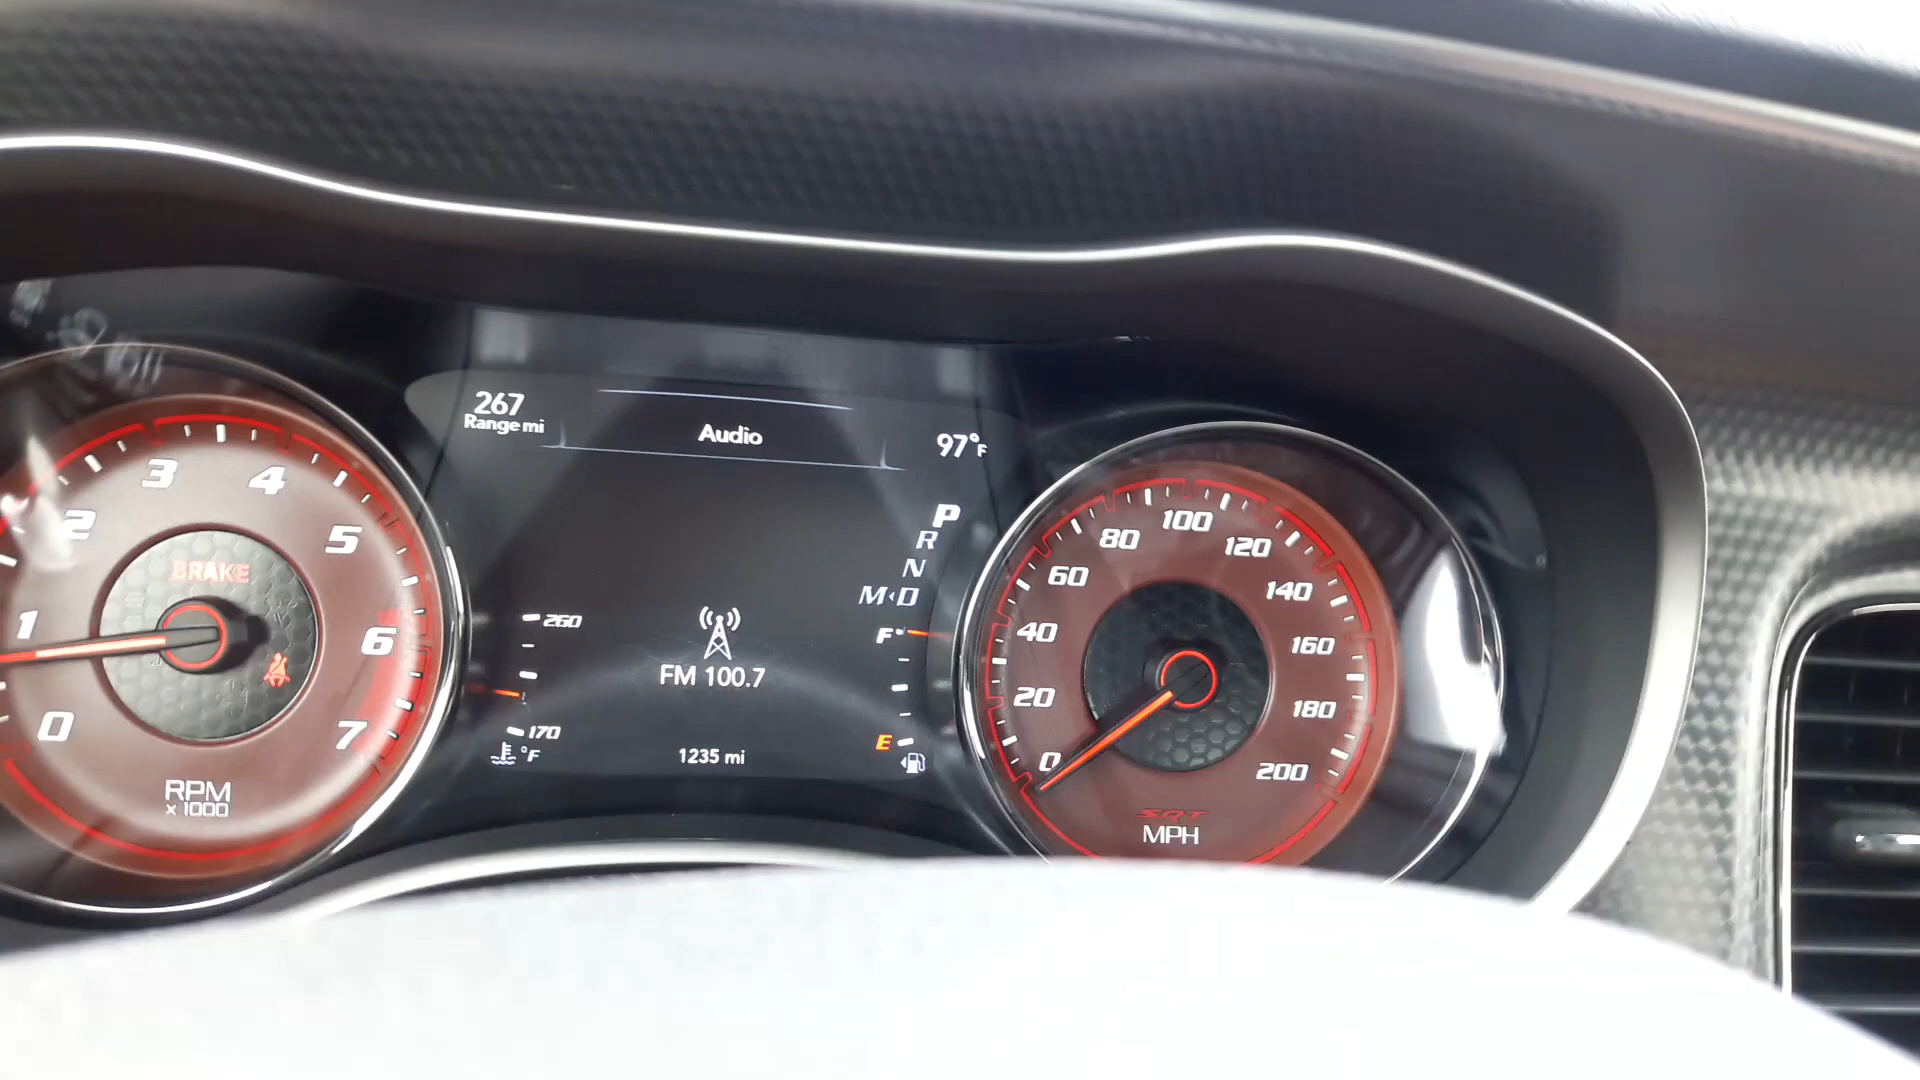 267
Range mi
Audio
97°F
P
R
N
M‹D
F
E
260
170
°F
FM 100.7
1235 mi
0
1
2
3
4
5
6
7
BRAKE
RPM
x 1000
0
20
40
60
80
100
120
140
160
180
200
SRT
MPH